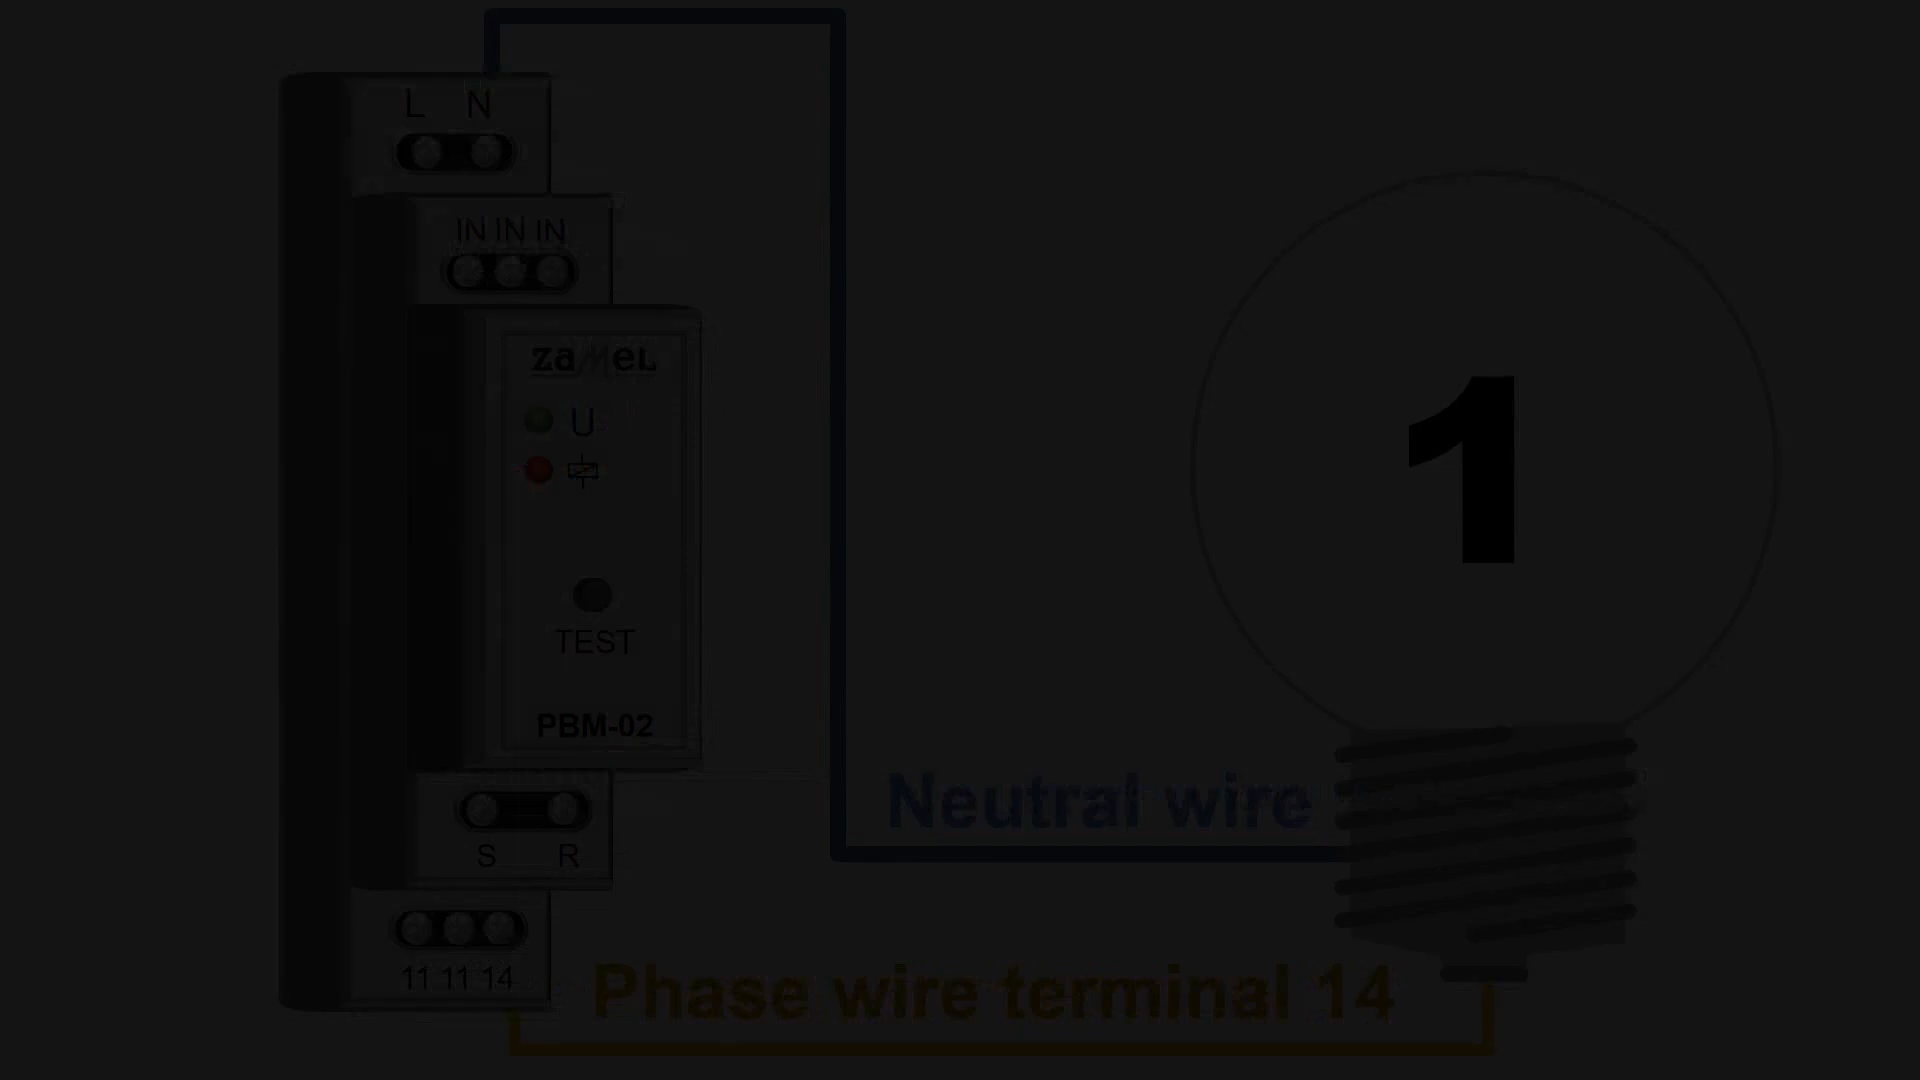 L N
IN IN IN
zamel
U
TEST
PBM-02
S R
11 11 14
1
Neutral wire
Phase wire terminal 14